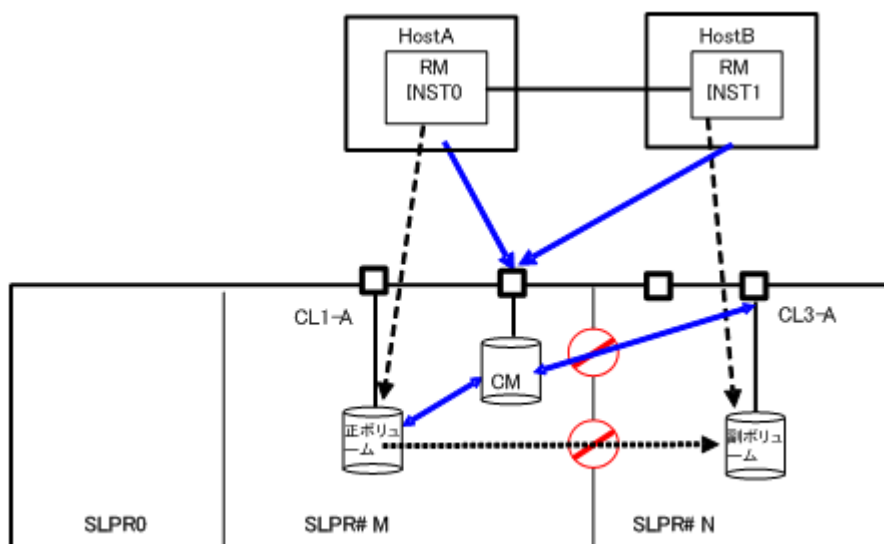 HostA
RM
INST0
HostB
RM
INST1
CL1-A
CL3-A
CM
正ボリュ
ーム
副ボリュ
ーム
SLPR0
SLPR# M
SLPR# N